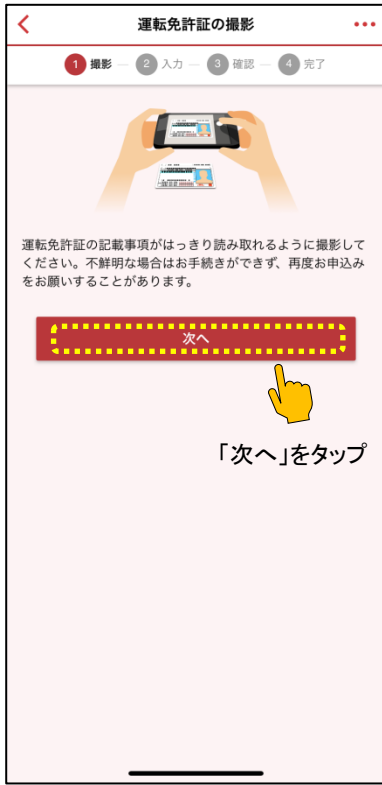 運転免許証の撮影
1 撮影 2 入力 3 確認 4 完了
運転免許証の記載事項がはっきり読み取れるように撮影して
ください。不鮮明な場合はお手続きができず、再度お申込み
をお願いすることがあります。
次へ
「次へ」をタップ